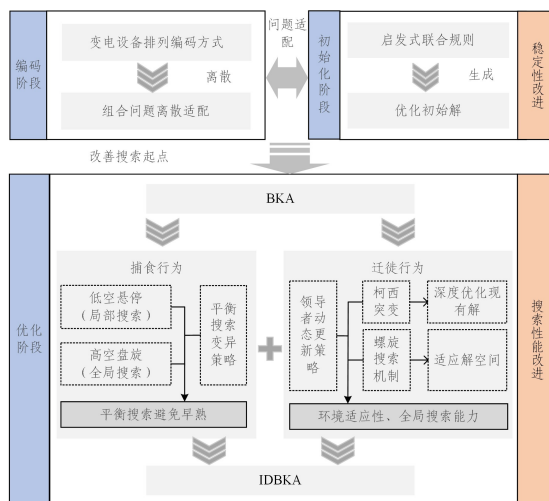 编码
阶段
变电设备排列编码方式
离散
组合问题离散适配
问题适
配
初
始
化
阶
段
启发式联合规则
生成
优化初始解
稳
定
性
改
进
改善搜索起点
优化
阶段
BKA
捕食行为
低空悬停
(局部搜索)
高空盘旋
(全局搜索)
平衡
搜索
变异
策略
平衡搜索避免早熟
迁徙行为
领导
者动
态更
新策
略
柯西
突变
深度优化现
有解
螺旋
搜索
机制
适应解空间
环境适应性、全局搜索能力
搜
索
性
能
改
进
IDBKA